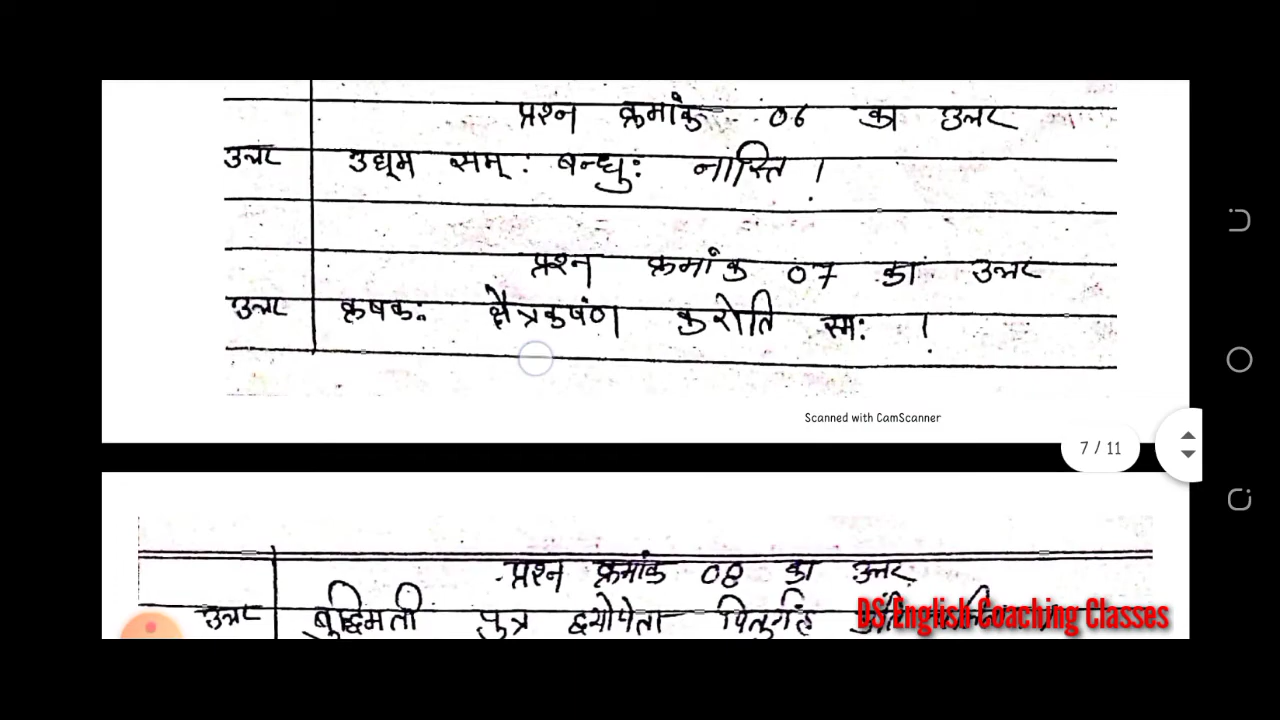 प्रश्न क्रमांक 06 का उत्तर
उत्तर उद्यम सम्: बन्धुः नास्ति ।
प्रश्न क्रमांक 07 का उत्तर
उत्तर कृषकः क्षैत्रकर्षण करोति स्मः ।
Scanned with CamScanner
7 / 11
प्रश्न क्रमांक 08 का उत्तर
उत्तर बुद्धिमती पुत्र द्वयोपेता पितुर्गृहं
DS English Coaching Classes